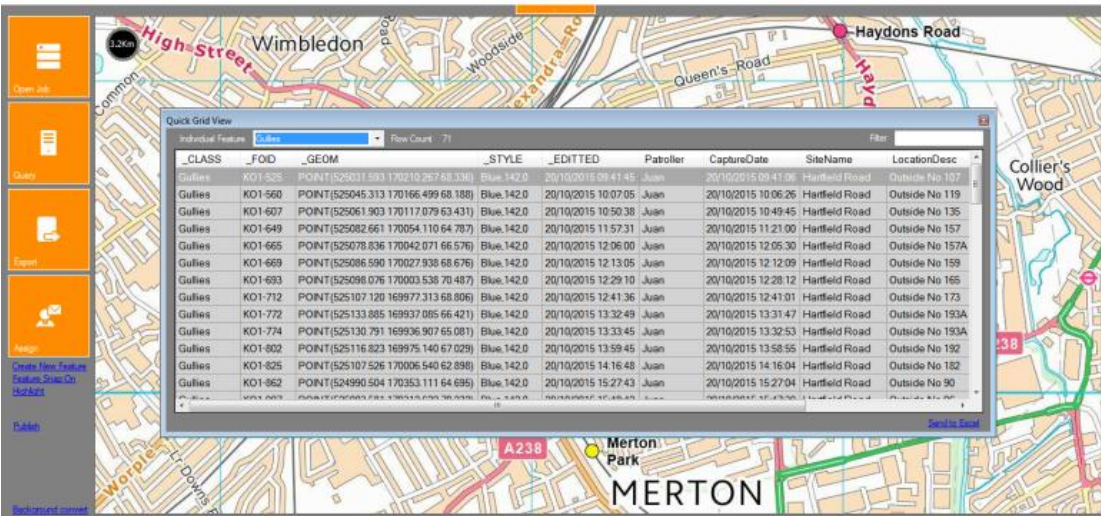 3.2Km
High Street
Wimbledon
Road
Woodside
Queen's Road
Haydons Road
Hayd
Common
Open Job
Query
Export
Assign
Create New Feature
Feature Snap On
Highlight
Publish
Background convert
Quick Grid View
Individual Feature Gullies Row Count 71 Filter
_CLASS _FOID _GEOM _STYLE _EDITTED Patroller CaptureDate SiteName LocationDesc
Gullies KO1-525 POINT(525031.593 170210.267 68.336) Blue,142,0 20/10/2015 09:41:45 Juan 20/10/2015 09:41:06 Hartfield Road Outside No 107
Gullies KO1-560 POINT(525045.313 170166.499 68.188) Blue,142,0 20/10/2015 10:07:05 Juan 20/10/2015 10:06:26 Hartfield Road Outside No 119
Gullies KO1-607 POINT(525061.903 170117.079 63.431) Blue,142,0 20/10/2015 10:50:38 Juan 20/10/2015 10:49:45 Hartfield Road Outside No 135
Gullies KO1-649 POINT(525082.661 170054.110 64.787) Blue,142,0 20/10/2015 11:57:31 Juan 20/10/2015 11:21:00 Hartfield Road Outside No 157
Gullies KO1-665 POINT(525078.836 170042.071 66.576) Blue,142,0 20/10/2015 12:06:00 Juan 20/10/2015 12:05:30 Hartfield Road Outside No 157A
Gullies KO1-669 POINT(525086.590 170027.938 68.676) Blue,142,0 20/10/2015 12:13:05 Juan 20/10/2015 12:12:09 Hartfield Road Outside No 159
Gullies KO1-693 POINT(525098.076 170003.538 70.487) Blue,142,0 20/10/2015 12:29:10 Juan 20/10/2015 12:28:12 Hartfield Road Outside No 165
Gullies KO1-712 POINT(525107.120 169977.313 68.806) Blue,142,0 20/10/2015 12:41:36 Juan 20/10/2015 12:41:01 Hartfield Road Outside No 173
Gullies KO1-772 POINT(525133.885 169937.085 66.421) Blue,142,0 20/10/2015 13:32:49 Juan 20/10/2015 13:31:47 Hartfield Road Outside No 193A
Gullies KO1-774 POINT(525130.791 169936.907 65.081) Blue,142,0 20/10/2015 13:33:45 Juan 20/10/2015 13:32:53 Hartfield Road Outside No 193A
Gullies KO1-802 POINT(525116.823 169975.140 67.029) Blue,142,0 20/10/2015 13:59:45 Juan 20/10/2015 13:58:55 Hartfield Road Outside No 192
Gullies KO1-825 POINT(525107.526 170006.540 62.898) Blue,142,0 20/10/2015 14:16:48 Juan 20/10/2015 14:16:04 Hartfield Road Outside No 182
Gullies KO1-862 POINT(524990.504 170353.111 64.695) Blue,142,0 20/10/2015 15:27:43 Juan 20/10/2015 15:27:04 Hartfield Road Outside No 90
Send to Excel
Collier's
Wood
238
A238
Merton
Park
MERTON